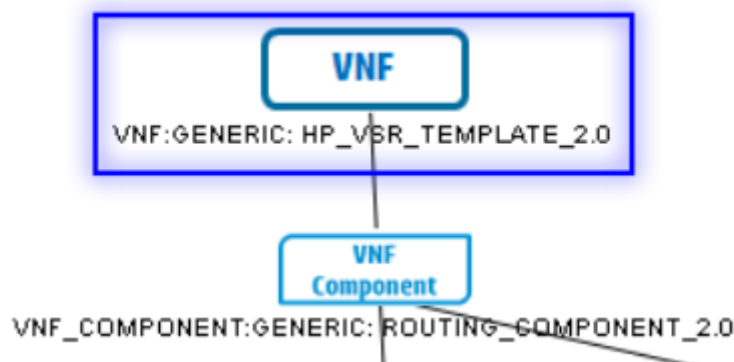 VNF
VNF:GENERIC: HP_VSR_TEMPLATE_2.0
VNF
Component
VNF_COMPONENT:GENERIC: ROUTING_COMPONENT_2.0